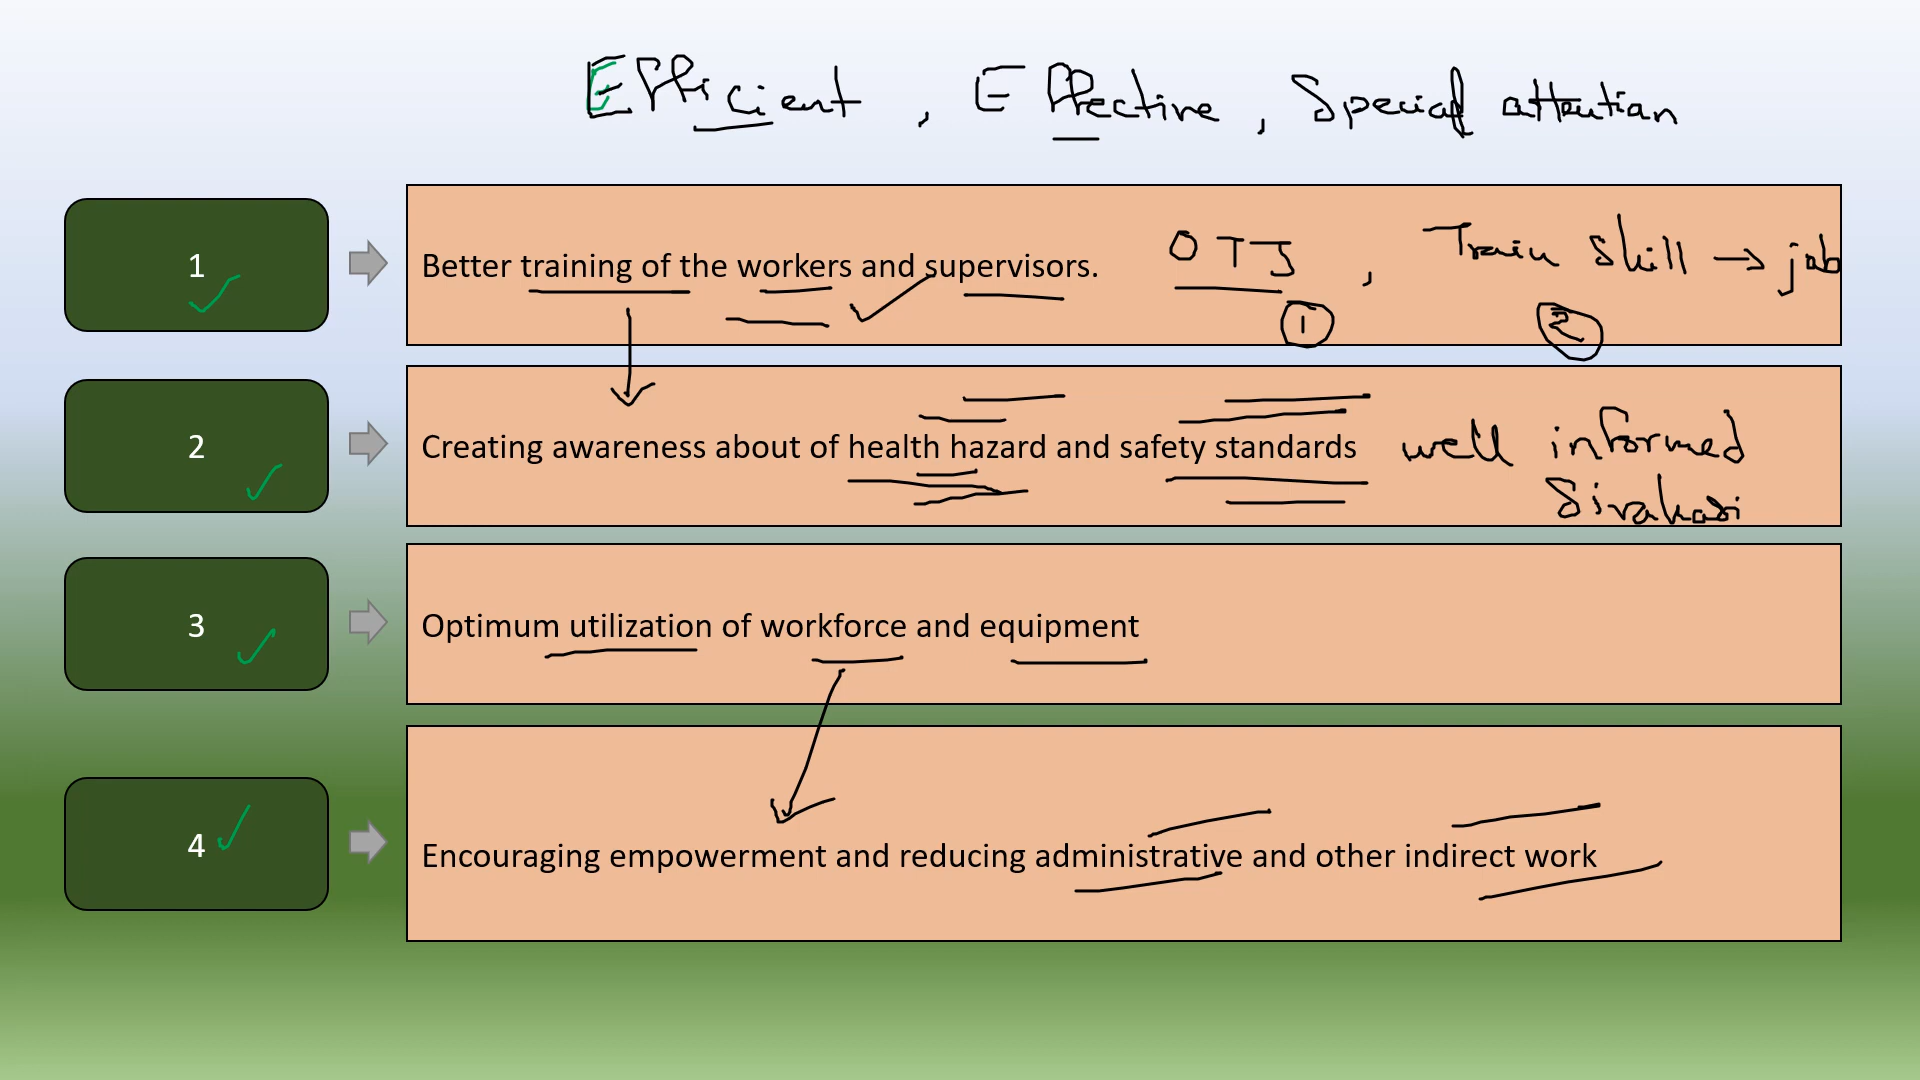 Efficient , Effective , Special attention
1
Better training of the workers and supervisors. OTJ , Train skill → job
1 2
2
Creating awareness about of health hazard and safety standards well informed
Sivakasi
3
Optimum utilization of workforce and equipment
4
Encouraging empowerment and reducing administrative and other indirect work